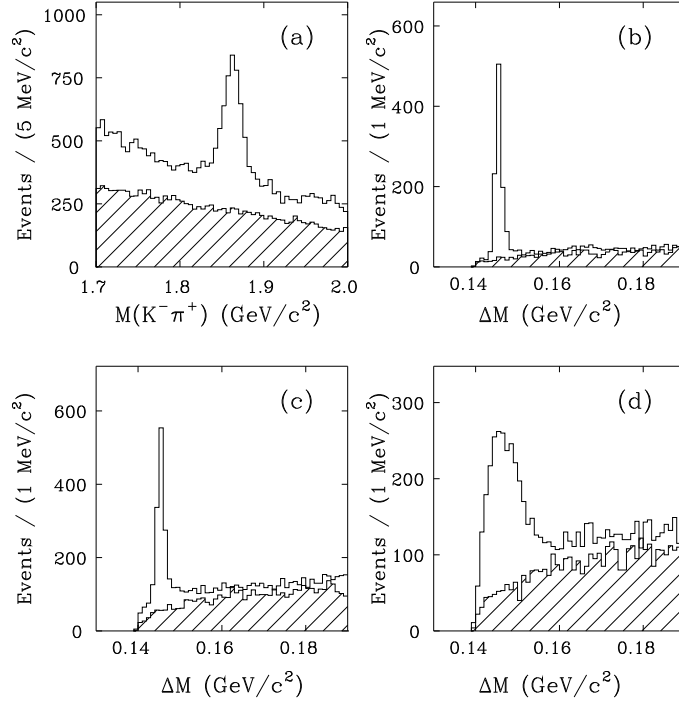 (a)
Events / (5 MeV/c²)
1000
750
500
250
0
1.7 1.8 1.9 2.0
M(K⁻π⁺) (GeV/c²)
(b)
Events / (1 MeV/c²)
600
400
200
0
0.14 0.16 0.18
ΔM (GeV/c²)
(c)
Events / (1 MeV/c²)
600
400
200
0
0.14 0.16 0.18
ΔM (GeV/c²)
(d)
Events / (1 MeV/c²)
300
200
100
0
0.14 0.16 0.18
ΔM (GeV/c²)